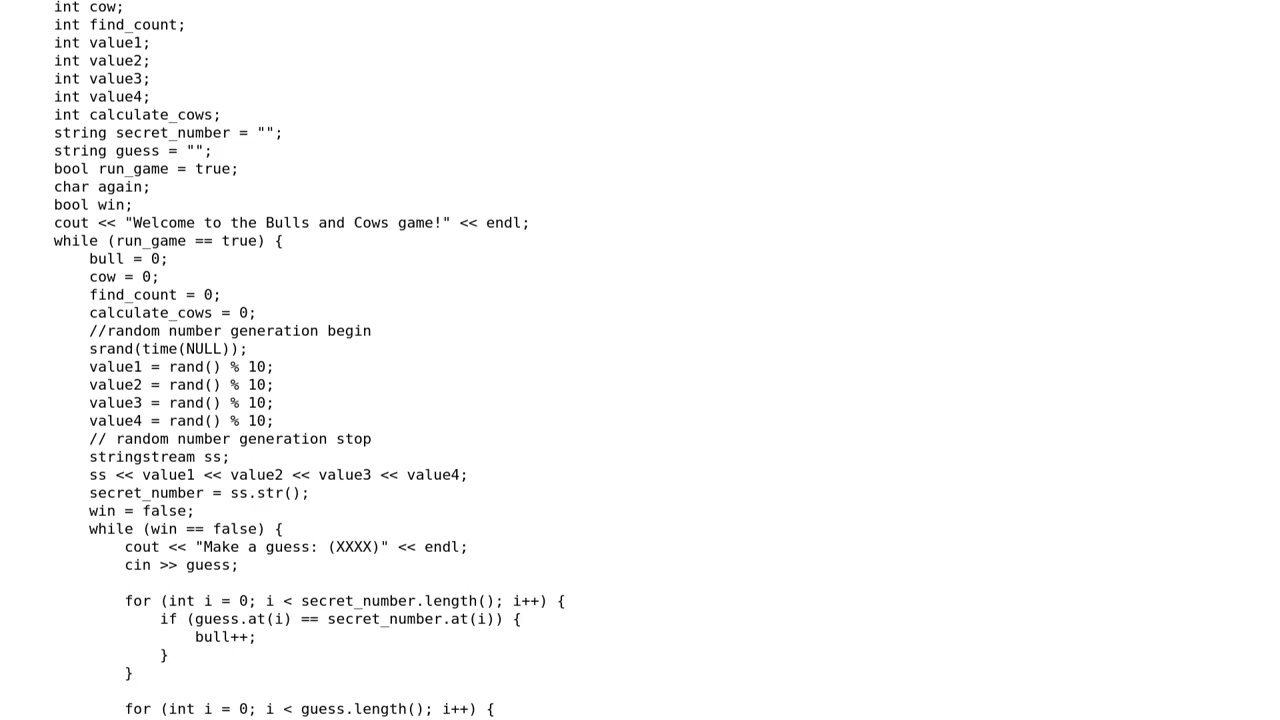 int cow;
int find_count;
int value1;
int value2;
int value3;
int value4;
int calculate_cows;
string secret_number = "";
string guess = "";
bool run_game = true;
char again;
bool win;
cout << "Welcome to the Bulls and Cows game!" << endl;
while (run_game == true) {
bull = 0;
cow = 0;
find_count = 0;
calculate_cows = 0;
//random number generation begin
srand(time(NULL));
value1 = rand() % 10;
value2 = rand() % 10;
value3 = rand() % 10;
value4 = rand() % 10;
// random number generation stop
stringstream ss;
ss << value1 << value2 << value3 << value4;
secret_number = ss.str();
win = false;
while (win == false) {
cout << "Make a guess: (XXXX)" << endl;
cin >> guess;
for (int i = 0; i < secret_number.length(); i++) {
if (guess.at(i) == secret_number.at(i)) {
bull++;
}
}
for (int i = 0; i < guess.length(); i++) {